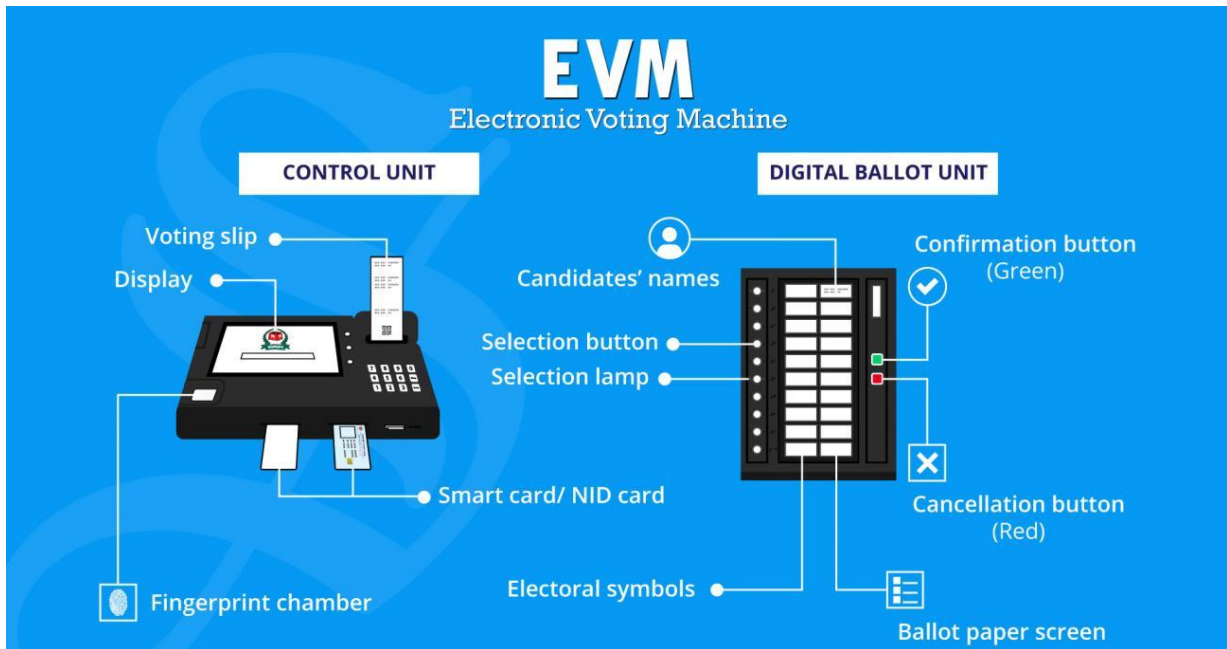 EVM
Electronic Voting Machine
CONTROL UNIT
Voting slip
Display
Smart card/ NID card
Fingerprint chamber
DIGITAL BALLOT UNIT
Candidates' names
Confirmation button
(Green)
Selection button
Selection lamp
Cancellation button
(Red)
Electoral symbols
Ballot paper screen